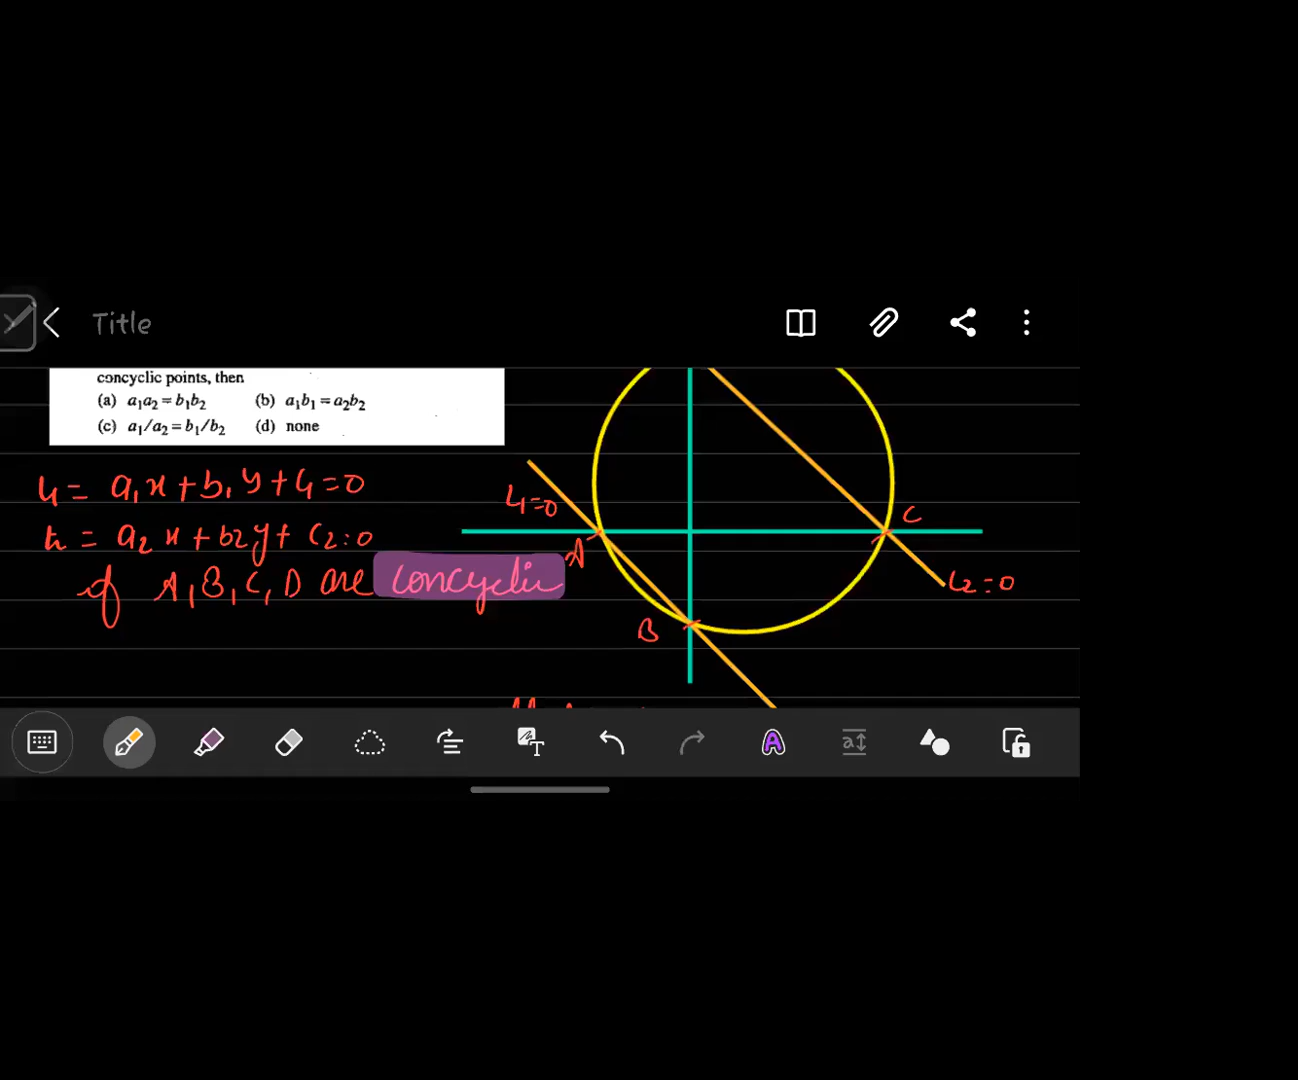 Title
concyclic points, then
(a) a₁a₂ = b₁b₂ (b) a₁b₁ = a₂b₂
(c) a₁/a₂ = b₁/b₂ (d) none
L₁ = a₁x + b₁y + c₁ = 0
L₁=0
C
= a₂x + b₂y + c₂ = 0
A
if A, B, C, D are concyclic
L₂ = 0
B